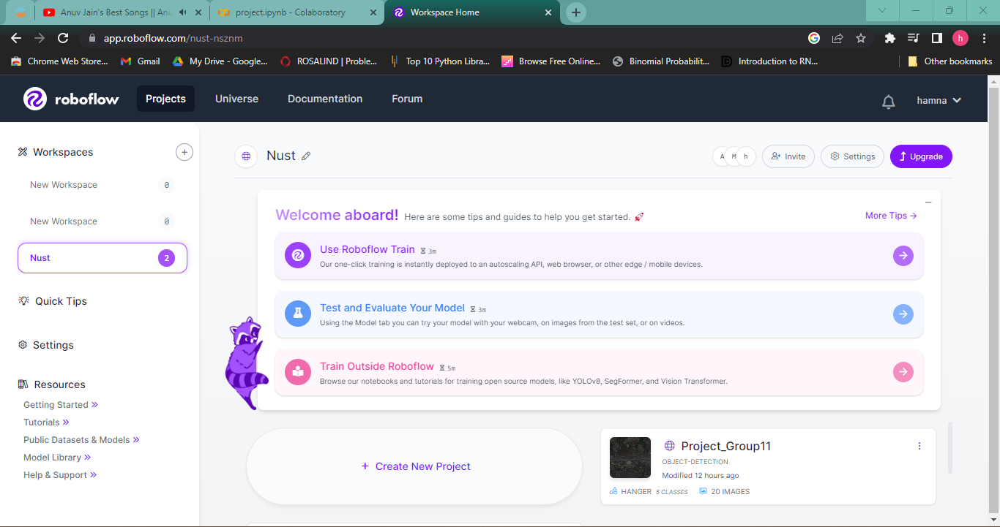 Anuv Jain's Best Songs || Anu
project.ipynb - Colaboratory
Workspace Home
app.roboflow.com/nust-nsznm
h
Chrome Web Store...
Gmail
My Drive - Google...
ROSALIND | Proble...
Top 10 Python Libra...
Browse Free Online...
Binomial Probabilit...
Introduction to RN...
Other bookmarks
roboflow
Projects
Universe
Documentation
Forum
hamna
Workspaces
New Workspace 0
New Workspace 0
Nust 2
Quick Tips
Settings
Resources
Getting Started »
Tutorials »
Public Datasets & Models »
Model Library »
Help & Support »
Nust
A M h
Invite
Settings
Upgrade
Welcome aboard! Here are some tips and guides to help you get started. 🚀
More Tips →
Use Roboflow Train 3m
Our one-click training is instantly deployed to an autoscaling API, web browser, or other edge / mobile devices.
Test and Evaluate Your Model 3m
Using the Model tab you can try your model with your webcam, on images from the test set, or on videos.
Train Outside Roboflow 5m
Browse our notebooks and tutorials for training open source models, like YOLOv8, SegFormer, and Vision Transformer.
+ Create New Project
Project_Group11
OBJECT-DETECTION
Modified 12 hours ago
HANGER 5 CLASSES 20 IMAGES